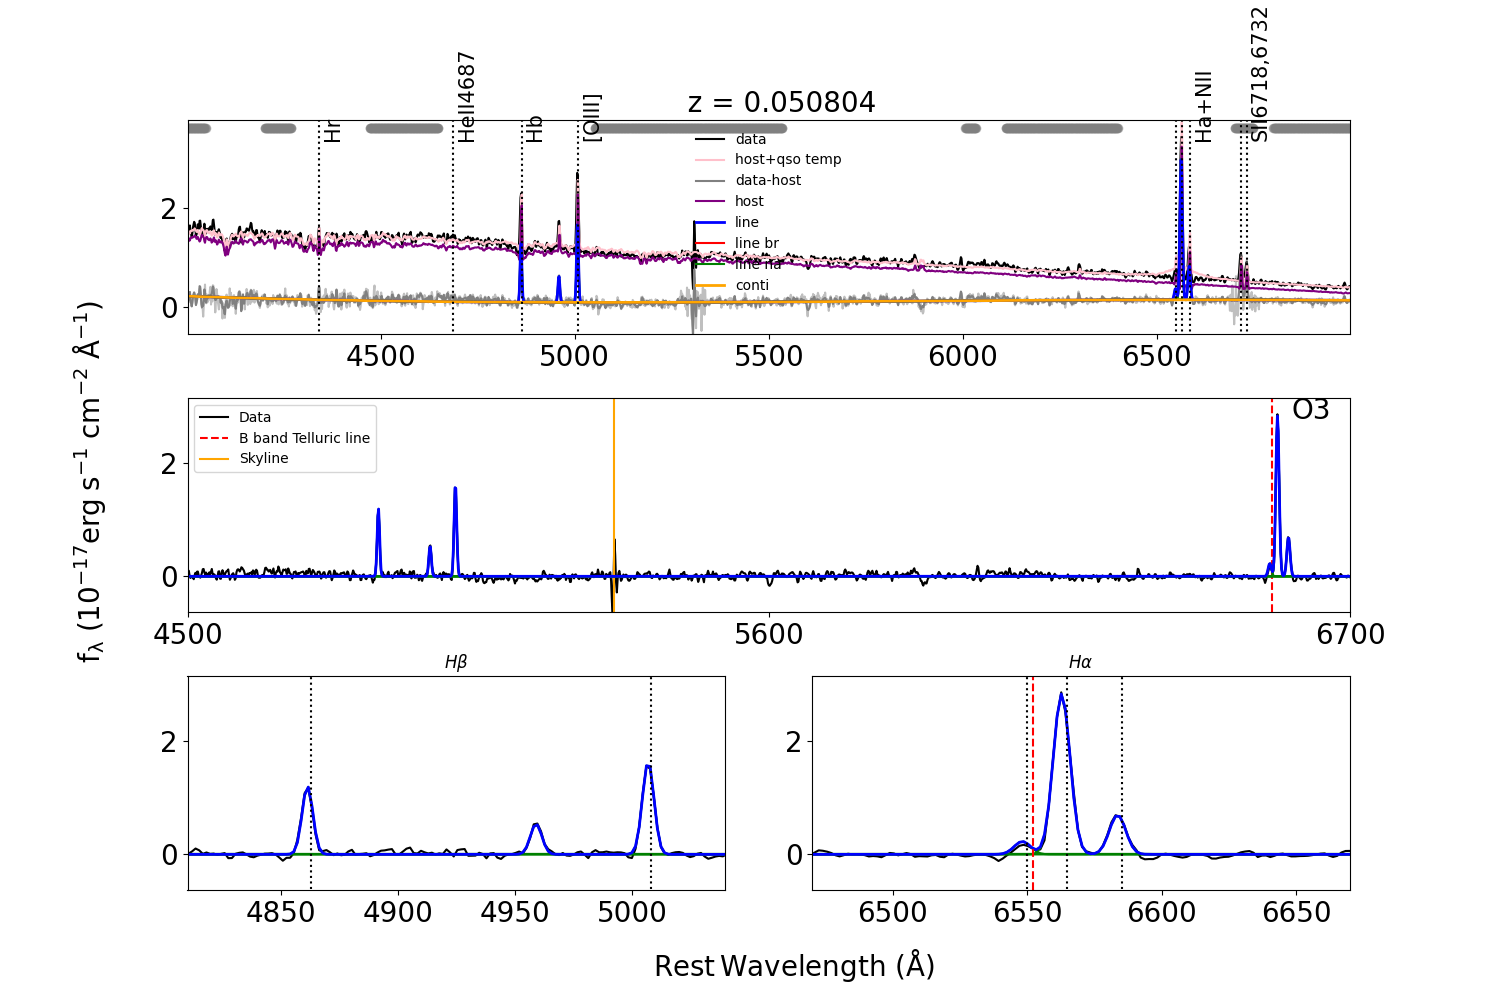 z = 0.050804
Hr
HeII4687
Hb
[OIII]
Ha+NII
SII6718,6732
data
host+qso temp
data-host
host
line
line br
line na
conti
2
0
4500
5000
5500
6000
6500
fλ (10−17erg s−1 cm−2 Å−1)
Data
B band Telluric line
Skyline
O3
2
0
4500
5600
6700
Hβ
2
0
4850
4900
4950
5000
Hα
2
0
6500
6550
6600
6650
Rest Wavelength (Å)